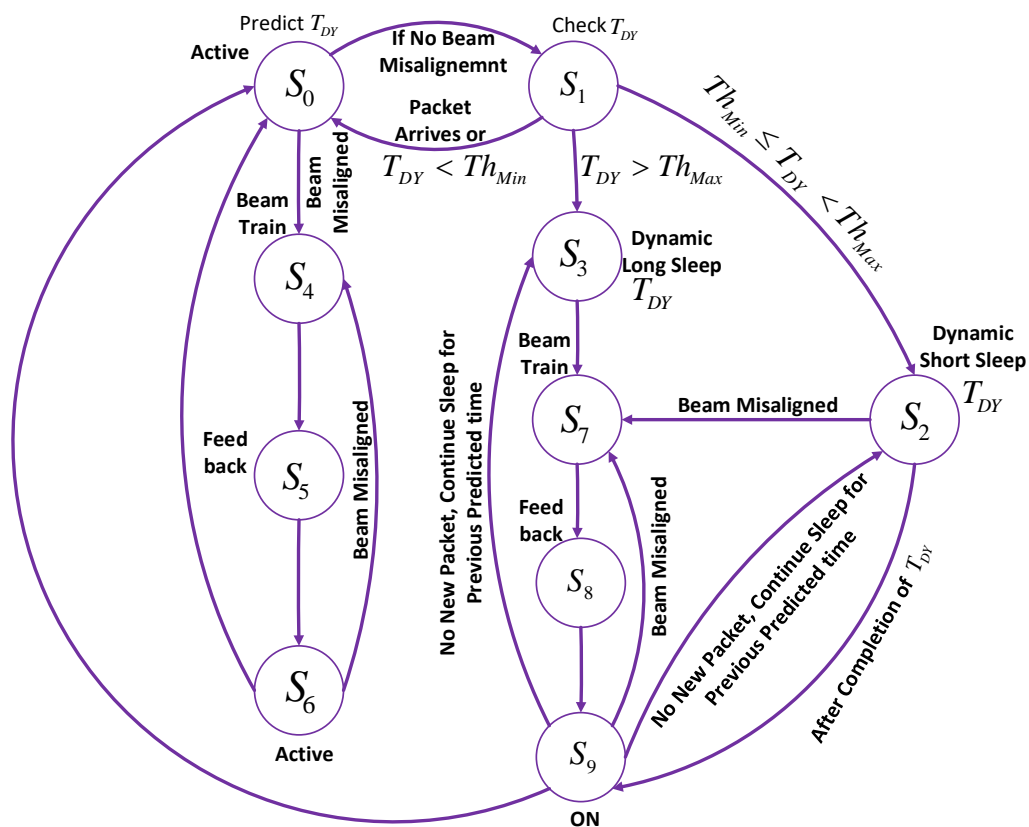 Predict T_DY
Active
S_0
If No Beam
Misalignemnt
Check T_DY
S_1
Packet
Arrives or
T_DY < Th_Min
T_DY > Th_Max
Th_Min ≤ T_DY < Th_Max
Beam
Misaligned
Beam
Train
S_4
S_3
Dynamic
Long Sleep
T_DY
Beam
Train
Dynamic
Short Sleep
T_DY
S_7
Beam Misaligned
S_2
Feed
back
S_5
Beam Misaligned
No New Packet, Continue Sleep for
Previous Predicted time
Feed
back
S_8
Beam Misaligned
No New Packet, Continue Sleep for
Previous Predicted time
After Completion of T_DY
S_6
Active
S_9
ON